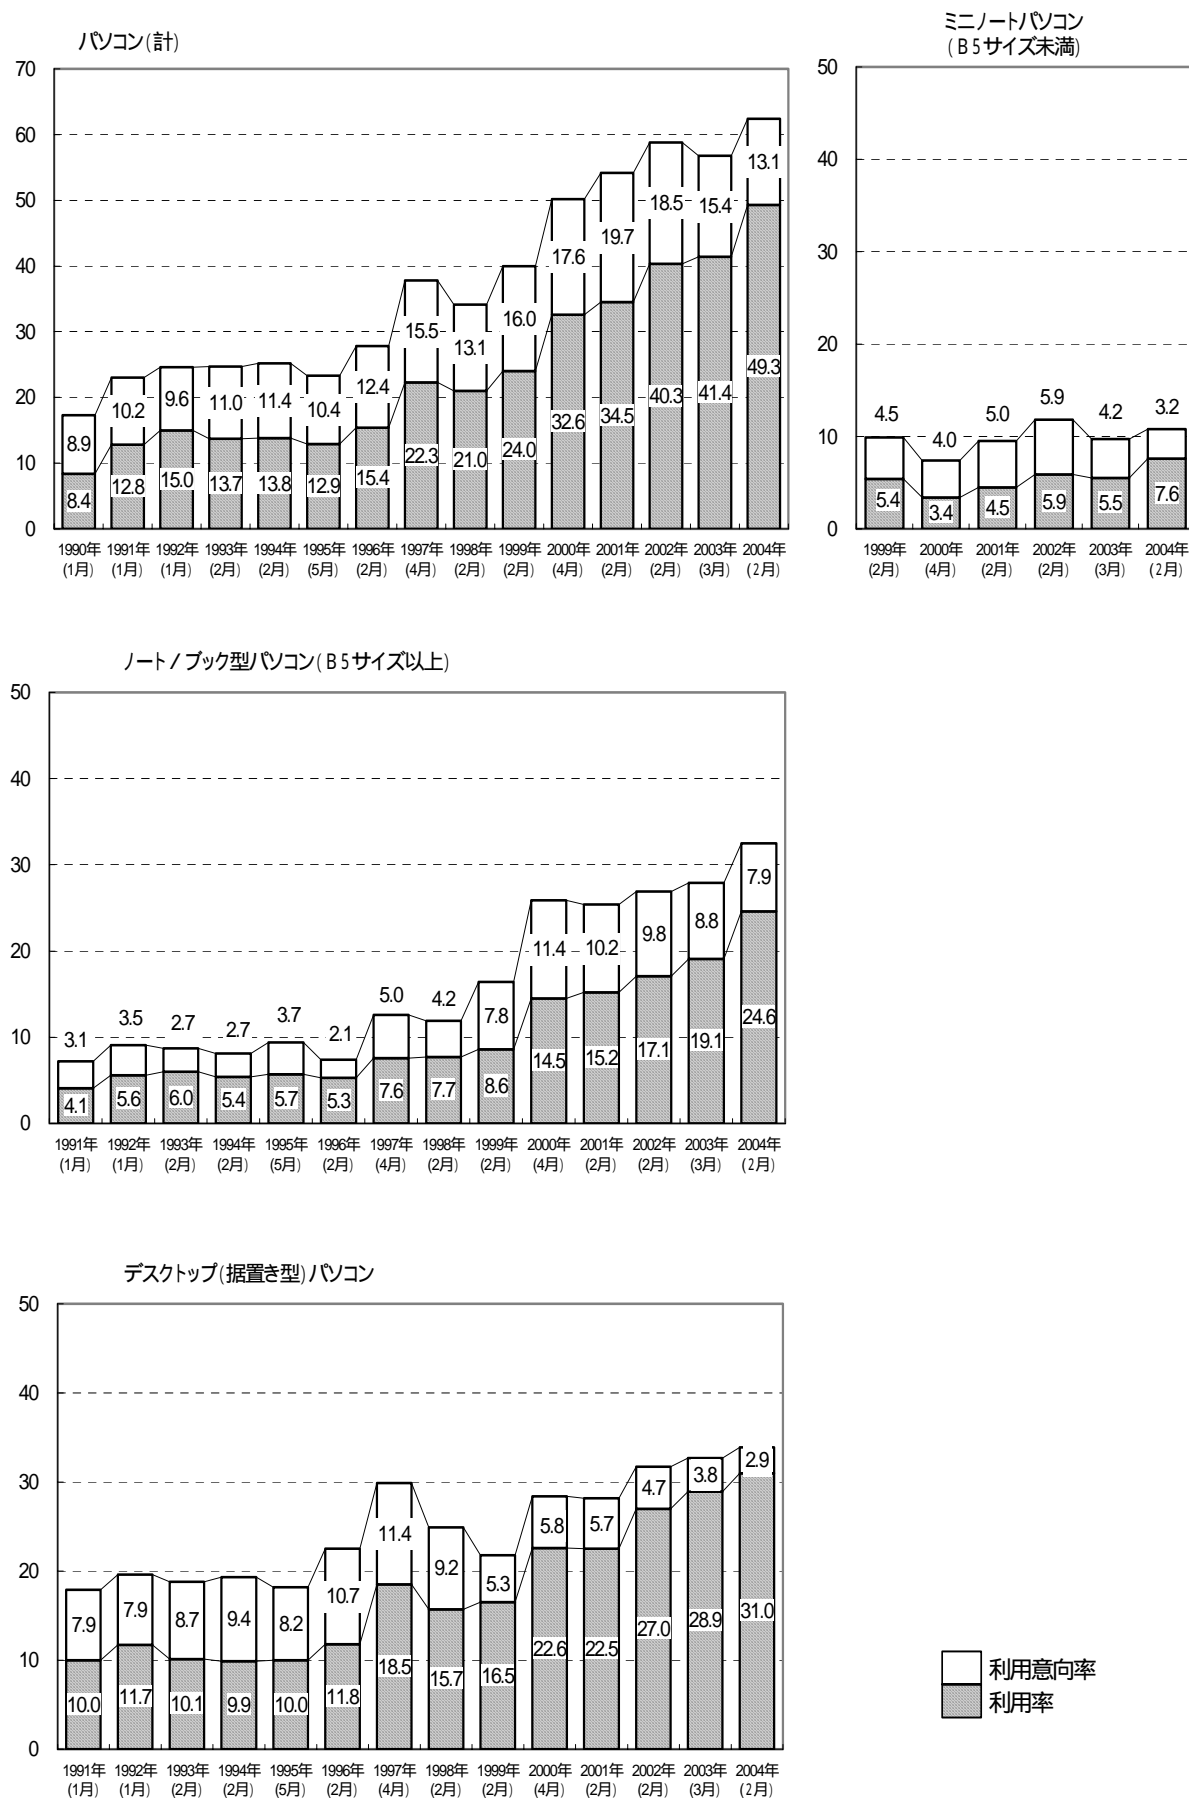 パソコン(計)
70
60
50
40
30
20
10
0
8.9 10.2 9.6 11.0 11.4 10.4 12.4 15.5 13.1 16.0 17.6 19.7 18.5 15.4 13.1
8.4 12.8 15.0 13.7 13.8 12.9 15.4 22.3 21.0 24.0 32.6 34.5 40.3 41.4 49.3
1990年 1991年 1992年 1993年 1994年 1995年 1996年 1997年 1998年 1999年 2000年 2001年 2002年 2003年 2004年
(1月) (1月) (1月) (2月) (2月) (5月) (2月) (4月) (2月) (2月) (4月) (2月) (2月) (3月) (2月)
ミニノートパソコン
(B5サイズ未満)
50
40
30
20
10
0
4.5 4.0 5.0 5.9 4.2 3.2
5.4 3.4 4.5 5.9 5.5 7.6
1999年 2000年 2001年 2002年 2003年 2004年
(2月) (4月) (2月) (2月) (3月) (2月)
ノート/ブック型パソコン(B5サイズ以上)
50
40
30
20
10
0
3.1 3.5 2.7 2.7 3.7 2.1 5.0 4.2 7.8 11.4 10.2 9.8 8.8 7.9
4.1 5.6 6.0 5.4 5.7 5.3 7.6 7.7 8.6 14.5 15.2 17.1 19.1 24.6
1991年 1992年 1993年 1994年 1995年 1996年 1997年 1998年 1999年 2000年 2001年 2002年 2003年 2004年
(1月) (1月) (2月) (2月) (5月) (2月) (4月) (2月) (2月) (4月) (2月) (2月) (3月) (2月)
デスクトップ(据置き型)パソコン
50
40
30
20
10
0
7.9 7.9 8.7 9.4 8.2 10.7 11.4 9.2 5.3 5.8 5.7 4.7 3.8 2.9
10.0 11.7 10.1 9.9 10.0 11.8 18.5 15.7 16.5 22.6 22.5 27.0 28.9 31.0
1991年 1992年 1993年 1994年 1995年 1996年 1997年 1998年 1999年 2000年 2001年 2002年 2003年 2004年
(1月) (1月) (2月) (2月) (5月) (2月) (4月) (2月) (2月) (4月) (2月) (2月) (3月) (2月)
利用意向率
利用率